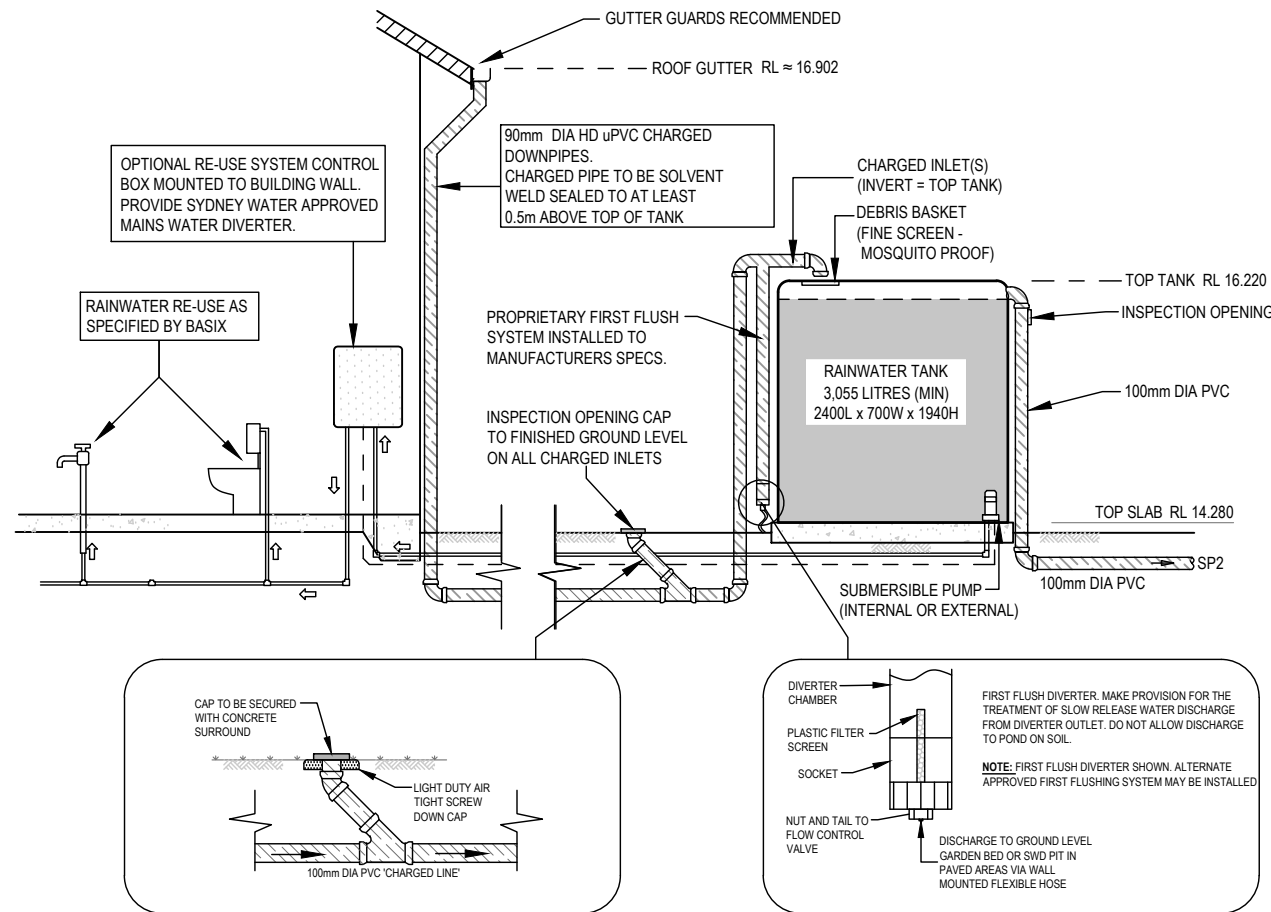 GUTTER GUARDS RECOMMENDED
ROOF GUTTER RL ≈ 16.902
90mm DIA HD uPVC CHARGED
DOWNPIPES.
CHARGED PIPE TO BE SOLVENT
WELD SEALED TO AT LEAST
0.5m ABOVE TOP OF TANK
OPTIONAL RE-USE SYSTEM CONTROL
BOX MOUNTED TO BUILDING WALL.
PROVIDE SYDNEY WATER APPROVED
MAINS WATER DIVERTER.
CHARGED INLET(S)
(INVERT = TOP TANK)
DEBRIS BASKET
(FINE SCREEN -
MOSQUITO PROOF)
TOP TANK RL 16.220
INSPECTION OPENING
RAINWATER RE-USE AS
SPECIFIED BY BASIX
PROPRIETARY FIRST FLUSH
SYSTEM INSTALLED TO
MANUFACTURERS SPECS.
RAINWATER TANK
3,055 LITRES (MIN)
2400L x 700W x 1940H
100mm DIA PVC
INSPECTION OPENING CAP
TO FINISHED GROUND LEVEL
ON ALL CHARGED INLETS
TOP SLAB RL 14.280
SP2
100mm DIA PVC
SUBMERSIBLE PUMP
(INTERNAL OR EXTERNAL)
CAP TO BE SECURED
WITH CONCRETE
SURROUND
LIGHT DUTY AIR
TIGHT SCREW
DOWN CAP
100mm DIA PVC 'CHARGED LINE'
DIVERTER
CHAMBER
PLASTIC FILTER
SCREEN
SOCKET
NUT AND TAIL TO
FLOW CONTROL
VALVE
DISCHARGE TO GROUND LEVEL
GARDEN BED OR SWD PIT IN
PAVED AREAS VIA WALL
MOUNTED FLEXIBLE HOSE
FIRST FLUSH DIVERTER. MAKE PROVISION FOR THE
TREATMENT OF SLOW RELEASE WATER DISCHARGE
FROM DIVERTER OUTLET. DO NOT ALLOW DISCHARGE
TO POND ON SOIL.
NOTE: FIRST FLUSH DIVERTER SHOWN. ALTERNATE
APPROVED FIRST FLUSHING SYSTEM MAY BE INSTALLED